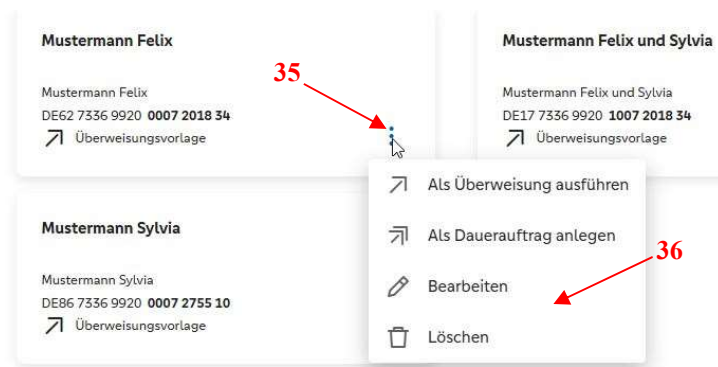 Mustermann Felix
Mustermann Felix
DE62 7336 9920 0007 2018 34
Überweisungsvorlage
35
Mustermann Felix und Sylvia
Mustermann Felix und Sylvia
DE17 7336 9920 1007 2018 34
Überweisungsvorlage
Als Überweisung ausführen
Als Dauerauftrag anlegen
Bearbeiten
Löschen
36
Mustermann Sylvia
Mustermann Sylvia
DE86 7336 9920 0007 2755 10
Überweisungsvorlage